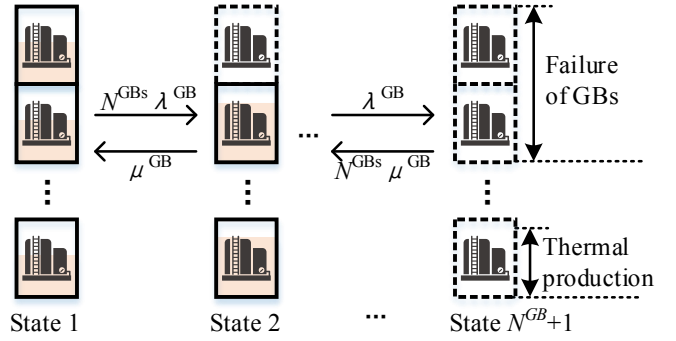 Failure
of GBs
N^GBs λ^GB
λ^GB
...
μ^GB
N^GBs μ^GB
Thermal
production
State 1
State 2
...
State N^GB+1